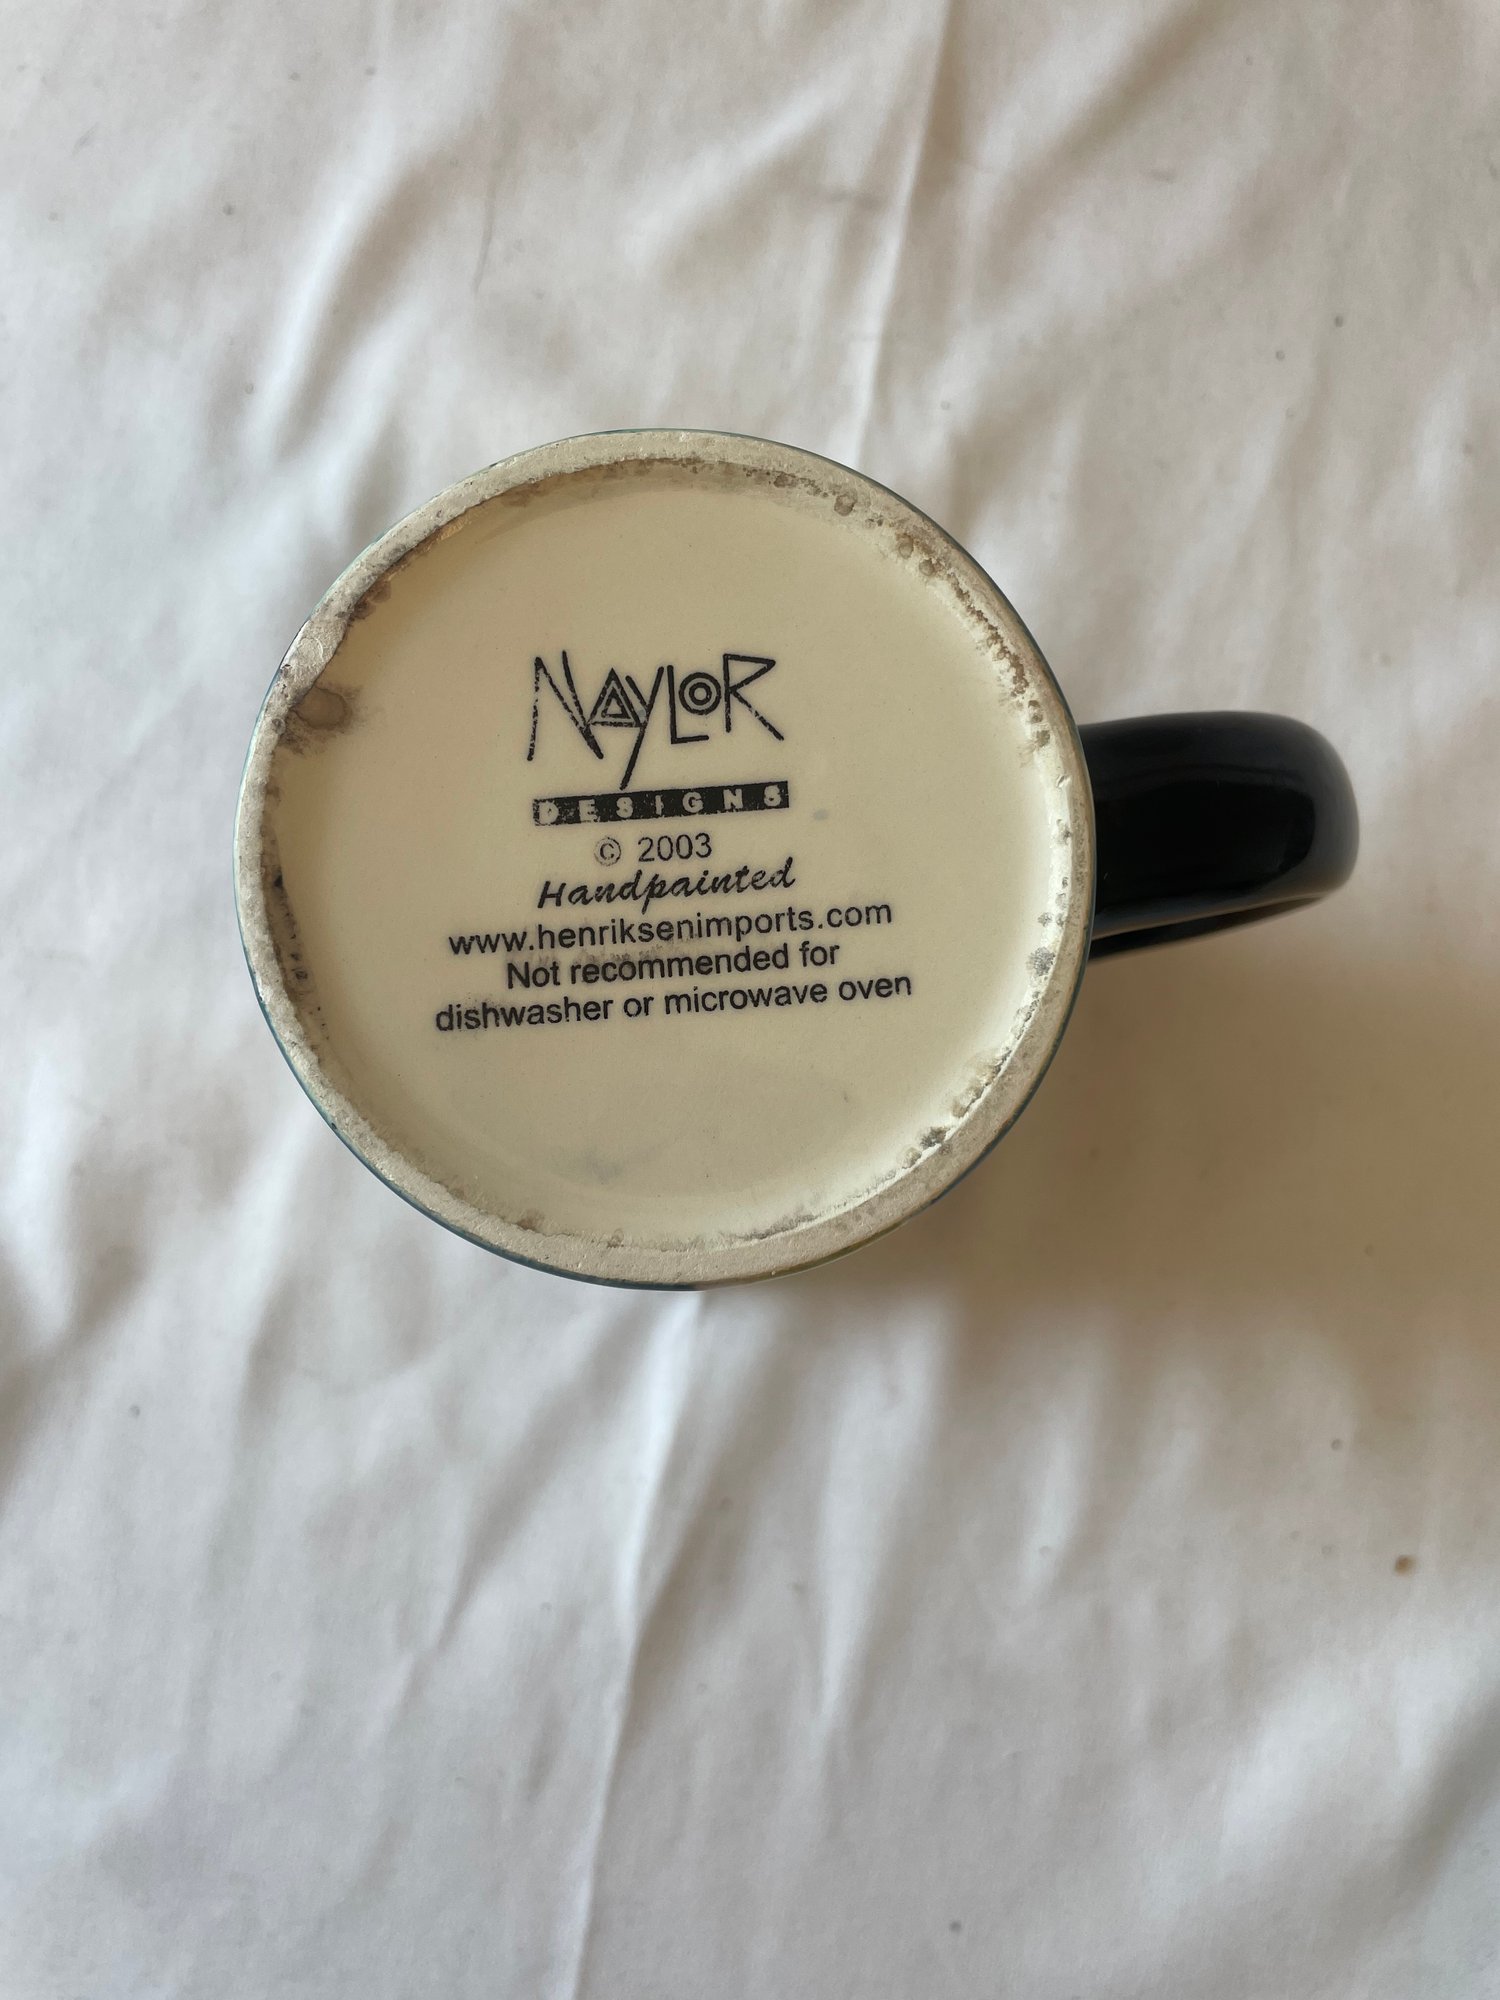 NAYLOR
DESIGNS
© 2003
Handpainted
www.henriksenimports.com
Not recommended for
dishwasher or microwave oven